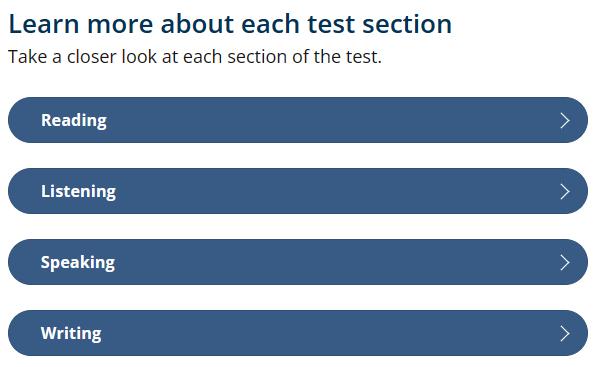 Learn more about each test section
Take a closer look at each section of the test.
Reading
Listening
Speaking
Writing